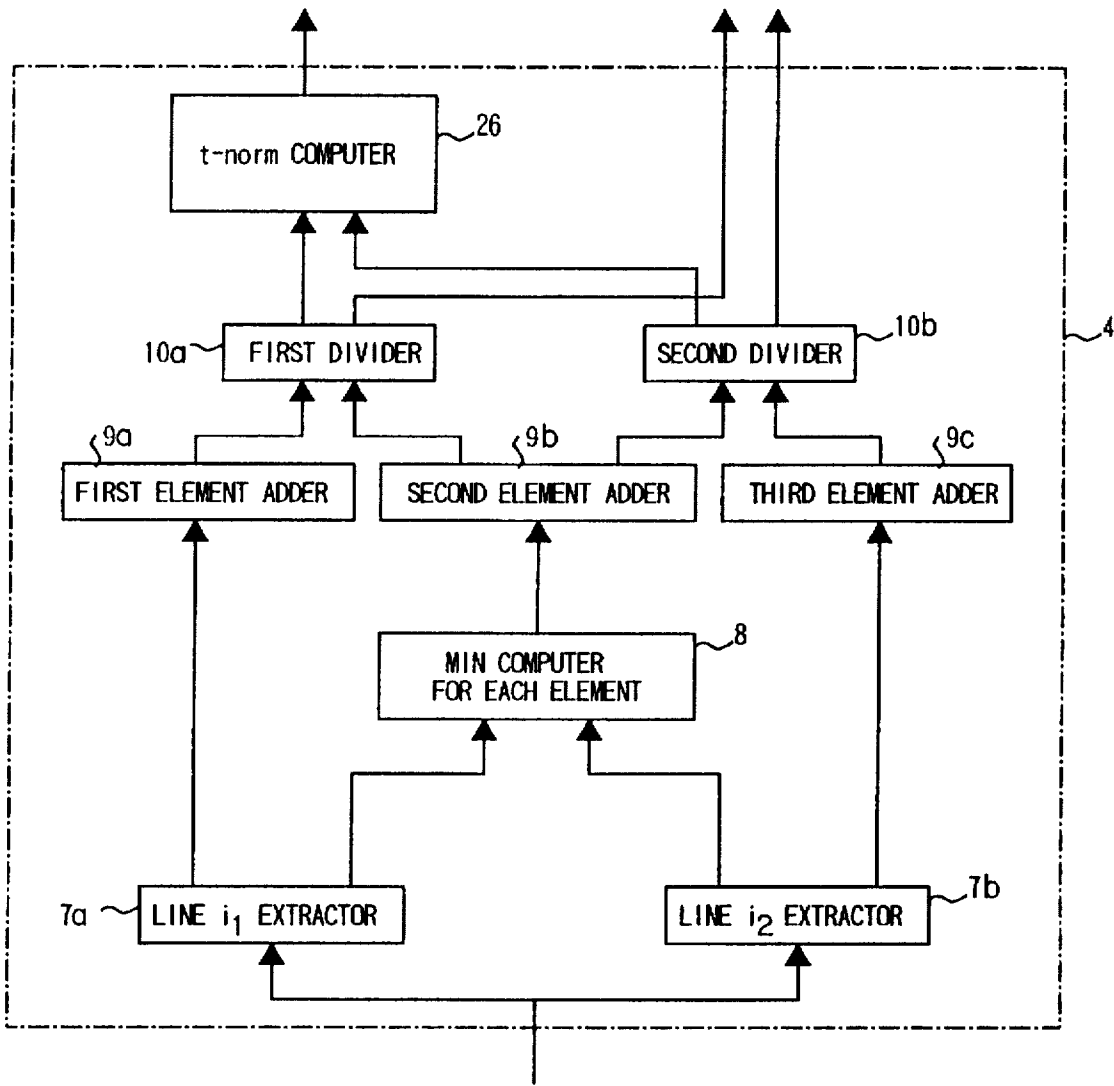 26
t-norm COMPUTER
10a
FIRST DIVIDER
SECOND DIVIDER
10b
4
9a
9b
9c
FIRST ELEMENT ADDER
SECOND ELEMENT ADDER
THIRD ELEMENT ADDER
8
MIN COMPUTER
FOR EACH ELEMENT
7a
LINE i1 EXTRACTOR
LINE i2 EXTRACTOR
7b